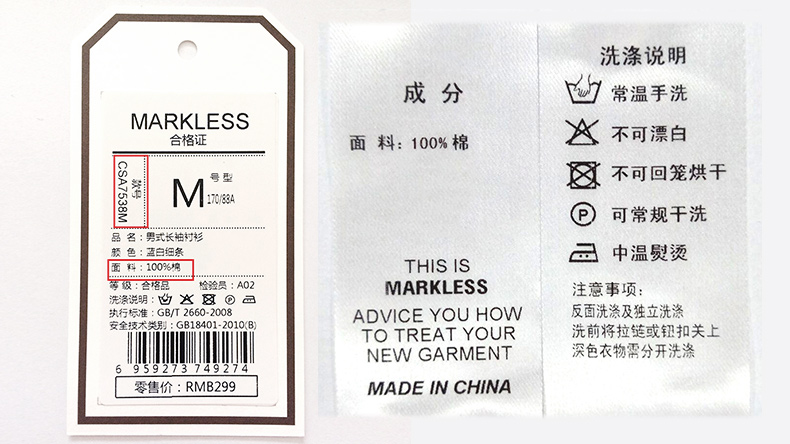 MARKLESS
合格证
款号
CSA7538M
M
号型
170/88A
品 名：男式长袖衬衫
颜 色：蓝白细条
面 料：100%棉
等 级：合格品 检验员：A02
洗涤说明：
执行标准：GB/T 2660-2008
安全技术类别：GB18401-2010(B)
6 959273 749274
零售价：RMB299
成分
面 料：100%棉
THIS IS
MARKLESS
ADVICE YOU HOW
TO TREAT YOUR
NEW GARMENT
MADE IN CHINA
洗涤说明
常温手洗
不可漂白
不可回笼烘干
P 可常规干洗
中温熨烫
注意事项：
反面洗涤及独立洗涤
洗前将拉链或钮扣关上
深色衣物需分开洗涤